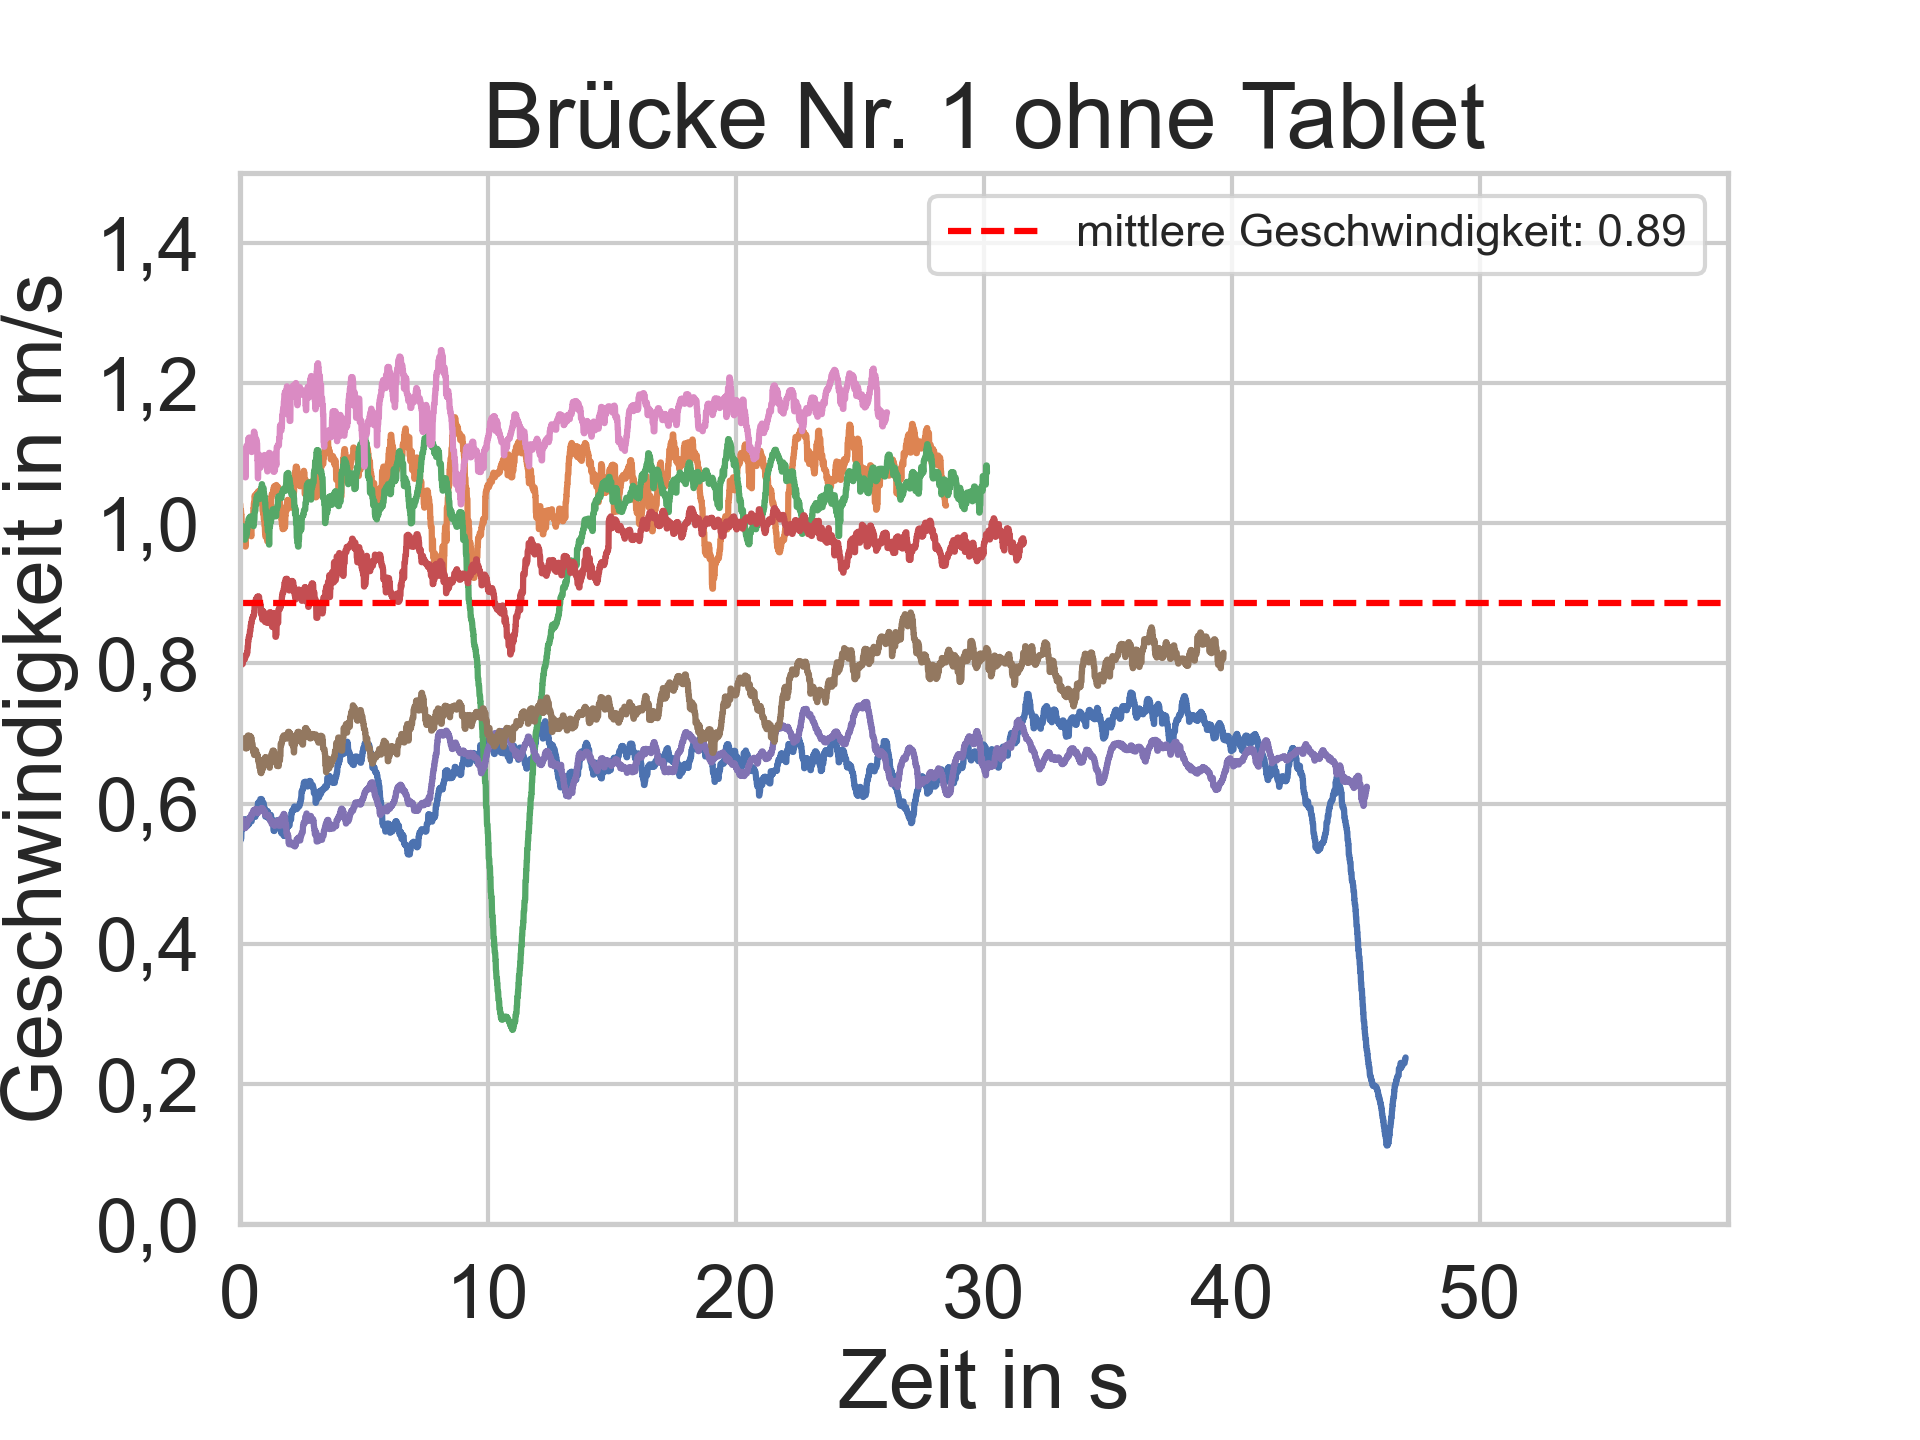 Brücke Nr. 1 ohne Tablet
mittlere Geschwindigkeit: 0.89
Geschwindigkeit in m/s
1,4
1,2
1,0
0,8
0,6
0,4
0,2
0,0
0 10 20 30 40 50
Zeit in s